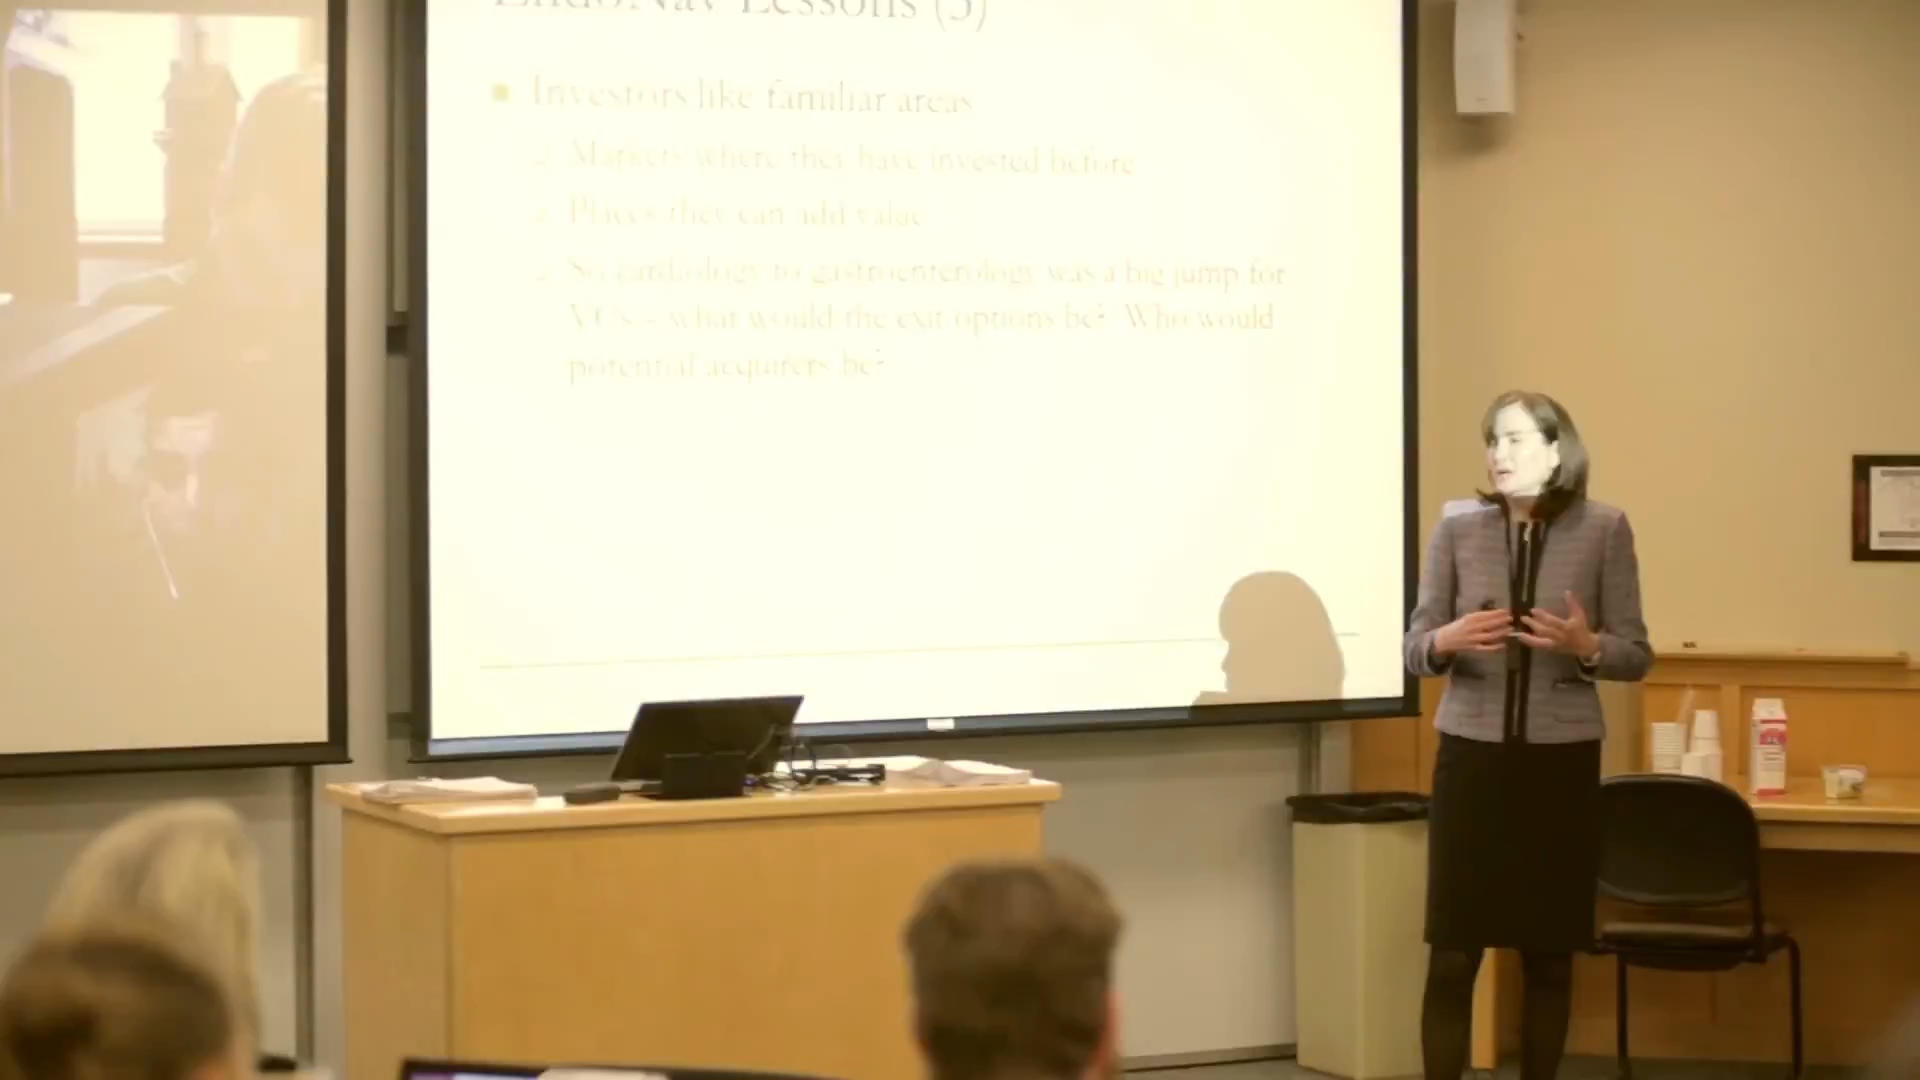 EndoNav Lessons (3)
Investors like familiar areas
Markets where they have invested before
Places they can add value
So cardiology to gastroenterology was a big jump for
VCs – what would the exit options be? Who would
potential acquirers be?